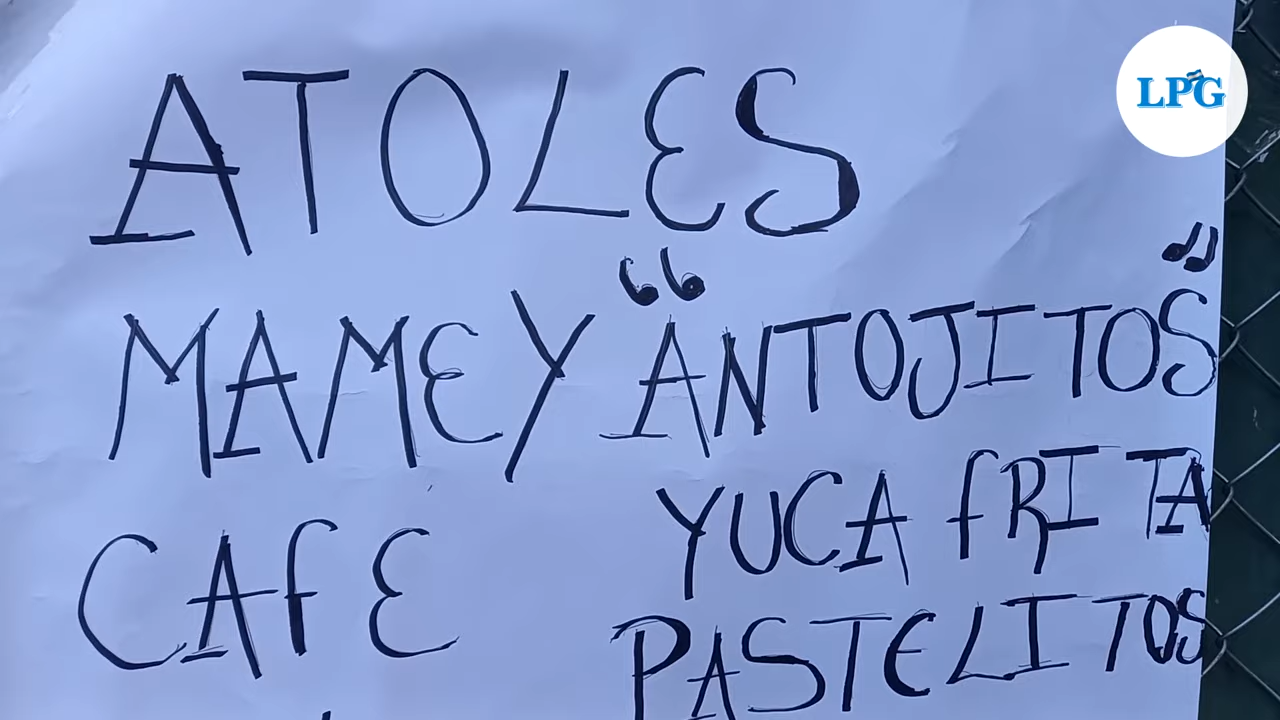 LPG
ATOLES
MAMEY "ANTOJITOS"
YUCA fRITA
CAfE
PASTELITOS